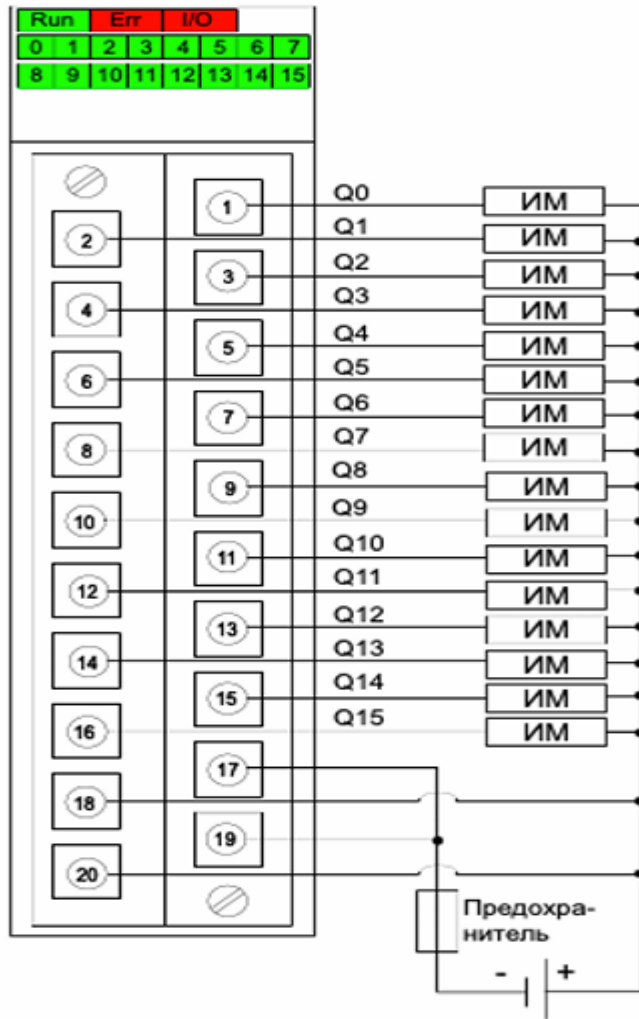 Run Err I/O
0 1 2 3 4 5 6 7
8 9 10 11 12 13 14 15
1 Q0 ИМ
2 Q1 ИМ
3 Q2 ИМ
4 Q3 ИМ
5 Q4 ИМ
6 Q5 ИМ
7 Q6 ИМ
8 Q7 ИМ
9 Q8 ИМ
10 Q9 ИМ
11 Q10 ИМ
12 Q11 ИМ
13 Q12 ИМ
14 Q13 ИМ
15 Q14 ИМ
16 Q15 ИМ
17
18
19
20
Предохра-
нитель
- +